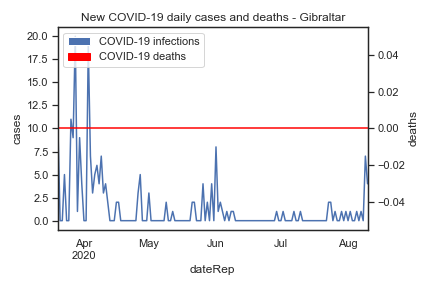 New COVID-19 daily cases and deaths - Gibraltar
COVID-19 infections
COVID-19 deaths
20.0
17.5
15.0
12.5
10.0
7.5
5.0
2.5
0.0
cases
0.04
0.02
0.00
−0.02
−0.04
deaths
Apr
2020
May
Jun
Jul
Aug
dateRep